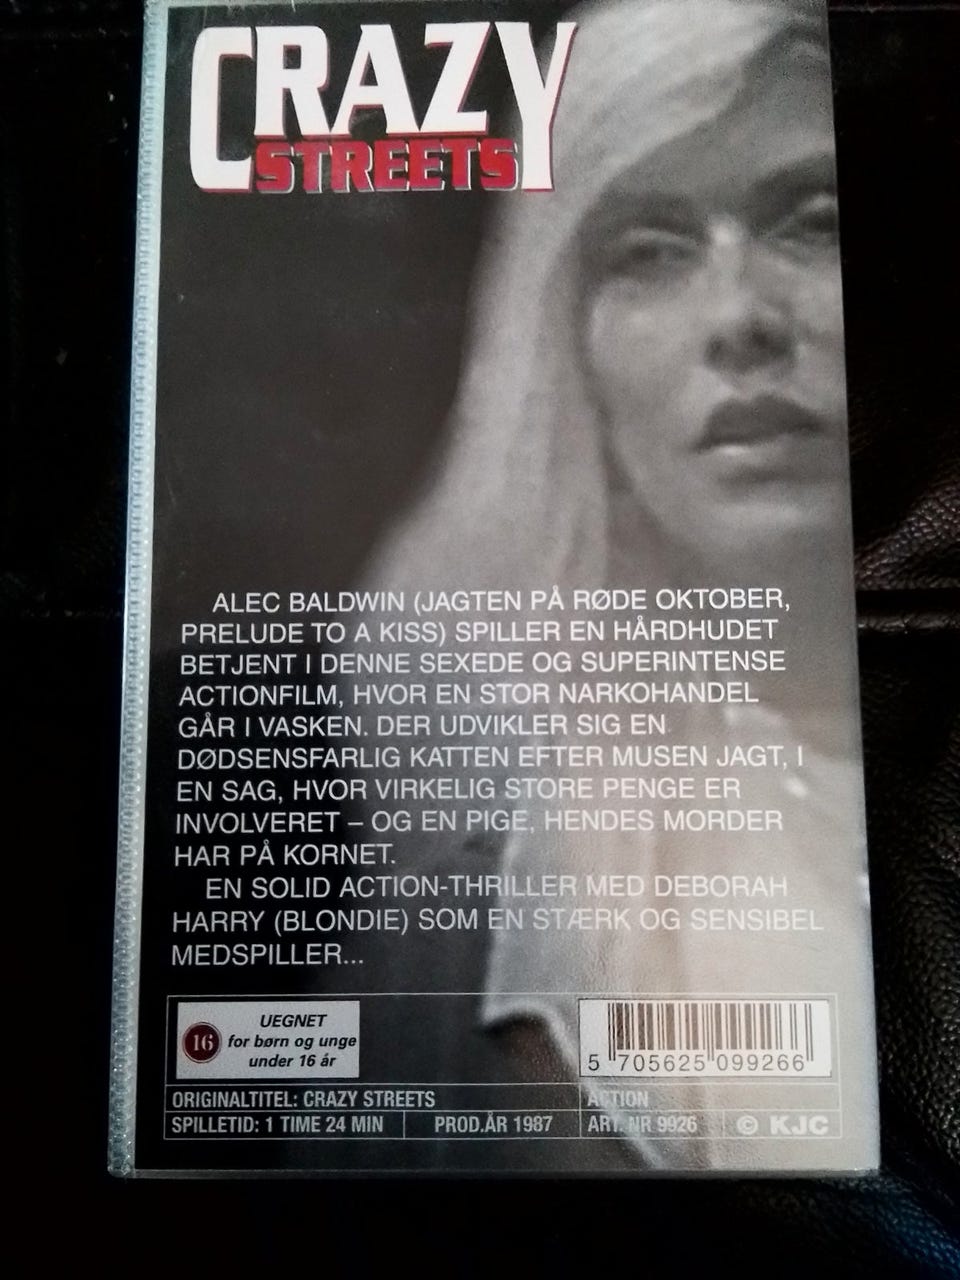 CRAZY
STREETS
ALEC BALDWIN (JAGTEN PÅ RØDE OKTOBER,
PRELUDE TO A KISS) SPILLER EN HÅRDHUDET
BETJENT I DENNE SEXEDE OG SUPERINTENSE
ACTIONFILM, HVOR EN STOR NARKOHANDEL
GÅR I VASKEN. DER UDVIKLER SIG EN
DØDSENSFARLIG KATTEN EFTER MUSEN JAGT, I
EN SAG, HVOR VIRKELIG STORE PENGE ER
INVOLVERET – OG EN PIGE, HENDES MORDER
HAR PÅ KORNET.
EN SOLID ACTION-THRILLER MED DEBORAH
HARRY (BLONDIE) SOM EN STÆRK OG SENSIBEL
MEDSPILLER...
16
UEGNET
for børn og unge
under 16 år
5 705625 099266
ORIGINALTITEL: CRAZY STREETS
ACTION
SPILLETID: 1 TIME 24 MIN
PROD.ÅR 1987
ART. NR 9926
© KJC